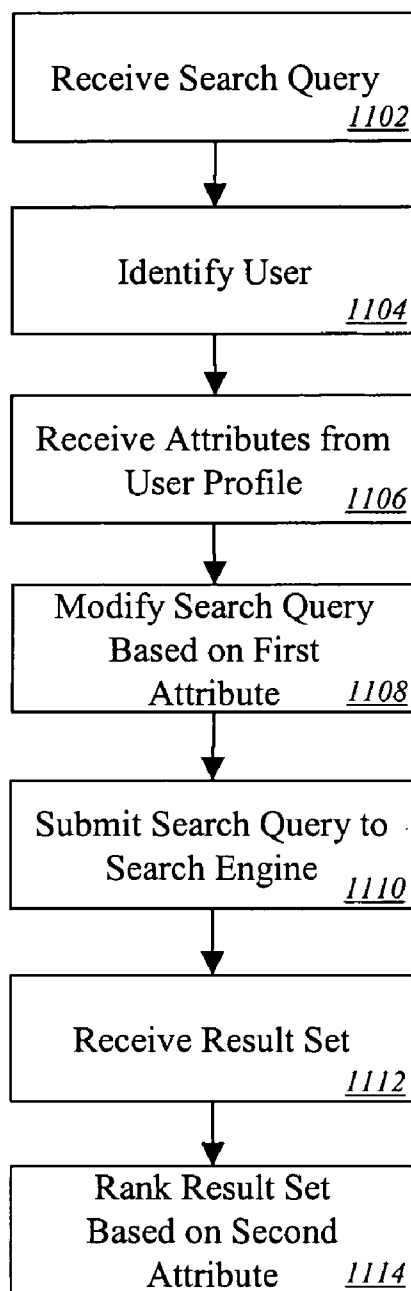 Receive Search Query
1102
Identify User
1104
Receive Attributes from
User Profile
1106
Modify Search Query
Based on First
Attribute
1108
Submit Search Query to
Search Engine
1110
Receive Result Set
1112
Rank Result Set
Based on Second
Attribute
1114